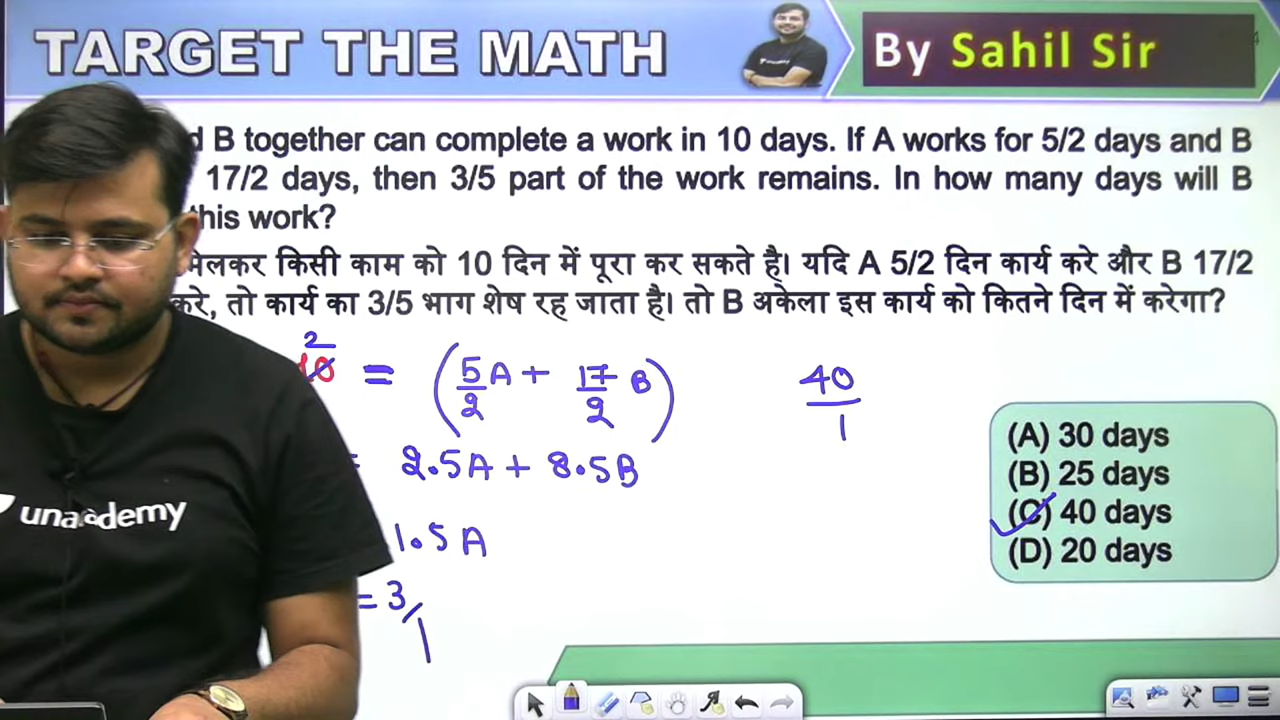 TARGET THE MATH
By Sahil Sir
d B together can complete a work in 10 days. If A works for 5/2 days and B
17/2 days, then 3/5 part of the work remains. In how many days will B
this work?
मिलकर किसी काम को 10 दिन में पूरा कर सकते है। यदि A 5/2 दिन कार्य करे और B 17/2
करे, तो कार्य का 3/5 भाग शेष रह जाता है। तो B अकेला इस कार्य को कितने दिन में करेगा?
2
10 = (5/2 A + 17/2 B)
40/1
= 2.5A + 8.5B
1.5A
= 3/1
(A) 30 days
(B) 25 days
(C) 40 days
(D) 20 days
unacademy